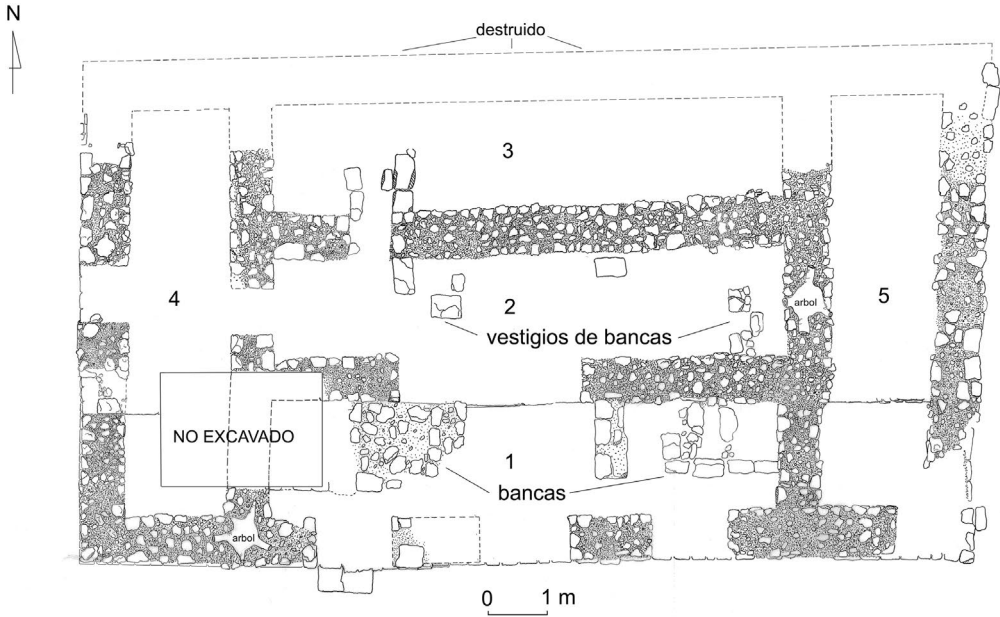 N
destruido
3
4
2
arbol
5
vestigios de bancas
NO EXCAVADO
1
bancas
arbol
0 1 m